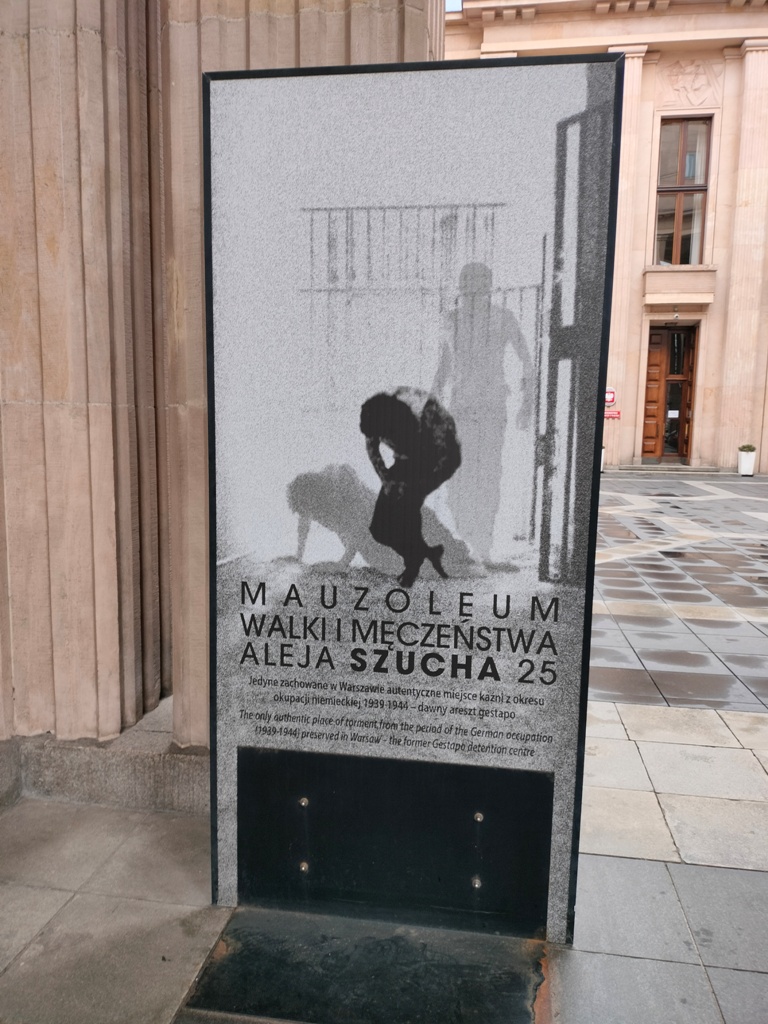 MAUZOLEUM
WALKI I MĘCZEŃSTWA
ALEJA SZUCHA 25
Jedyne zachowane w Warszawie autentyczne miejsce kaźni z okresu
okupacji niemieckiej 1939-1944 – dawny areszt gestapo
The only authentic place of torment from the period of the German occupation
(1939-1944) preserved in Warsaw – the former Gestapo detention centre